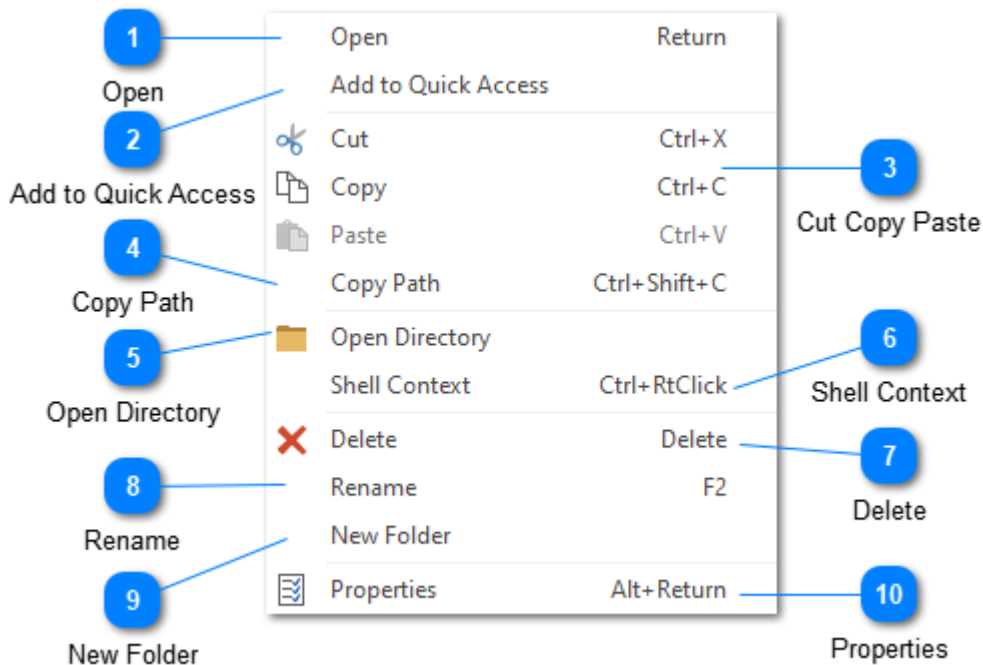 1
Open
2
Add to Quick Access
4
Copy Path
5
Open Directory
8
Rename
9
New Folder
Open Return
Add to Quick Access
Cut Ctrl+X
Copy Ctrl+C
Paste Ctrl+V
Copy Path Ctrl+Shift+C
Open Directory
Shell Context Ctrl+RtClick
Delete Delete
Rename F2
New Folder
Properties Alt+Return
3
Cut Copy Paste
6
Shell Context
7
Delete
10
Properties